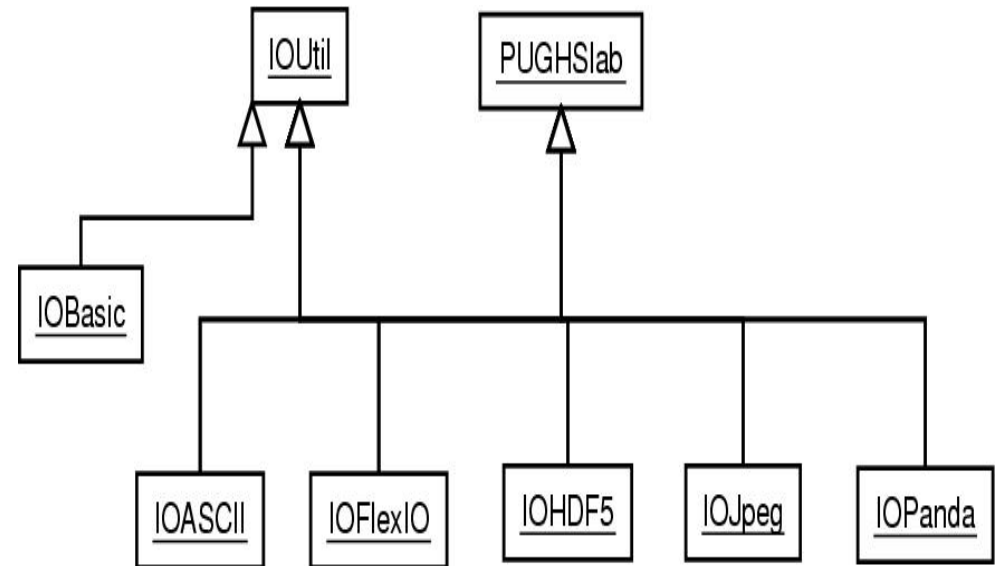 IOUtil
PUGHSlab
IOBasic
IOASCII
IOFlexIO
IOHDF5
IOJpeg
IOPanda